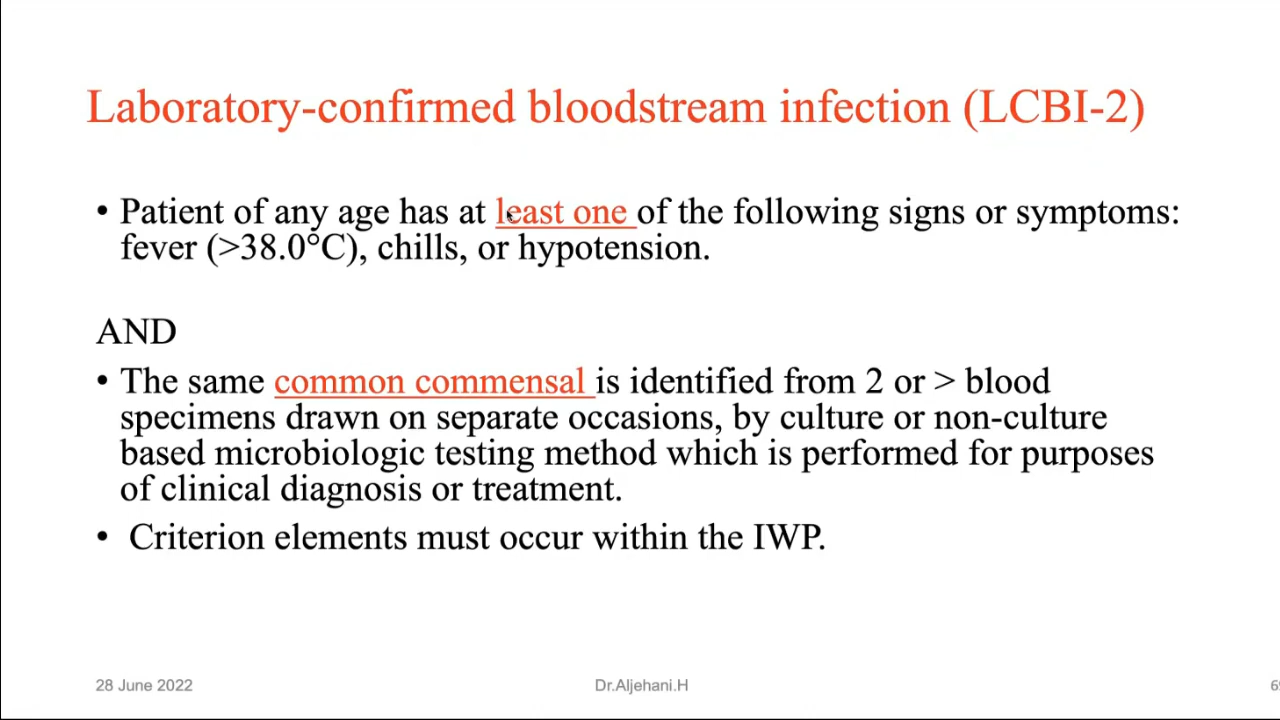 Laboratory-confirmed bloodstream infection (LCBI-2)
• Patient of any age has at least one of the following signs or symptoms:
fever (>38.0°C), chills, or hypotension.
AND
• The same common commensal is identified from 2 or > blood
specimens drawn on separate occasions, by culture or non-culture
based microbiologic testing method which is performed for purposes
of clinical diagnosis or treatment.
• Criterion elements must occur within the IWP.
28 June 2022
Dr.Aljehani.H